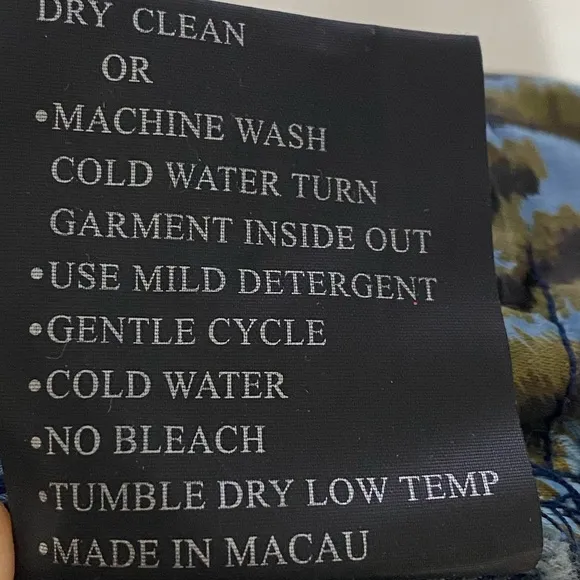 DRY CLEAN
OR
•MACHINE WASH
COLD WATER TURN
GARMENT INSIDE OUT
•USE MILD DETERGENT
•GENTLE CYCLE
•COLD WATER
•NO BLEACH
•TUMBLE DRY LOW TEMP
•MADE IN MACAU